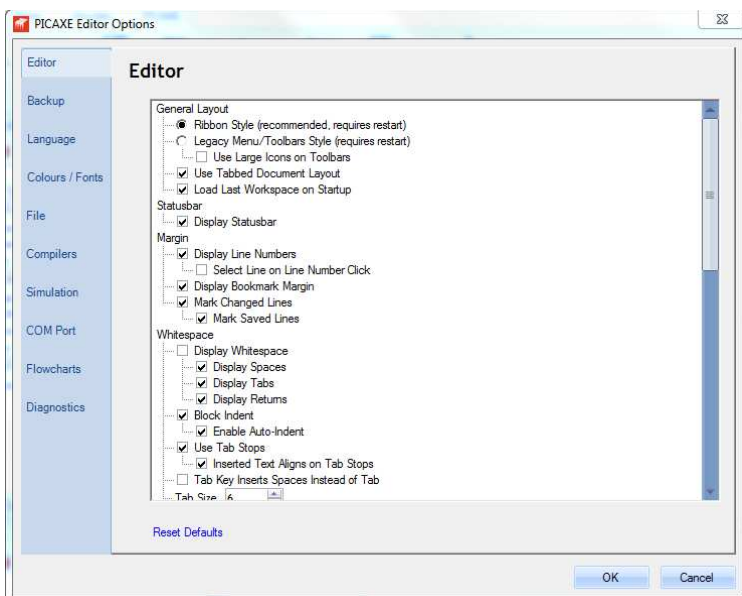 PICAXE Editor Options
Editor
Backup
Language
Colours / Fonts
File
Compilers
Simulation
COM Port
Flowcharts
Diagnostics
Editor
General Layout
Ribbon Style (recommended, requires restart)
Legacy Menu/Toolbars Style (requires restart)
Use Large Icons on Toolbars
Use Tabbed Document Layout
Load Last Workspace on Startup
Statusbar
Display Statusbar
Margin
Display Line Numbers
Select Line on Line Number Click
Display Bookmark Margin
Mark Changed Lines
Mark Saved Lines
Whitespace
Display Whitespace
Display Spaces
Display Tabs
Display Returns
Block Indent
Enable Auto-Indent
Use Tab Stops
Inserted Text Aligns on Tab Stops
Tab Key Inserts Spaces Instead of Tab
Tab Size 6
Reset Defaults
OK Cancel